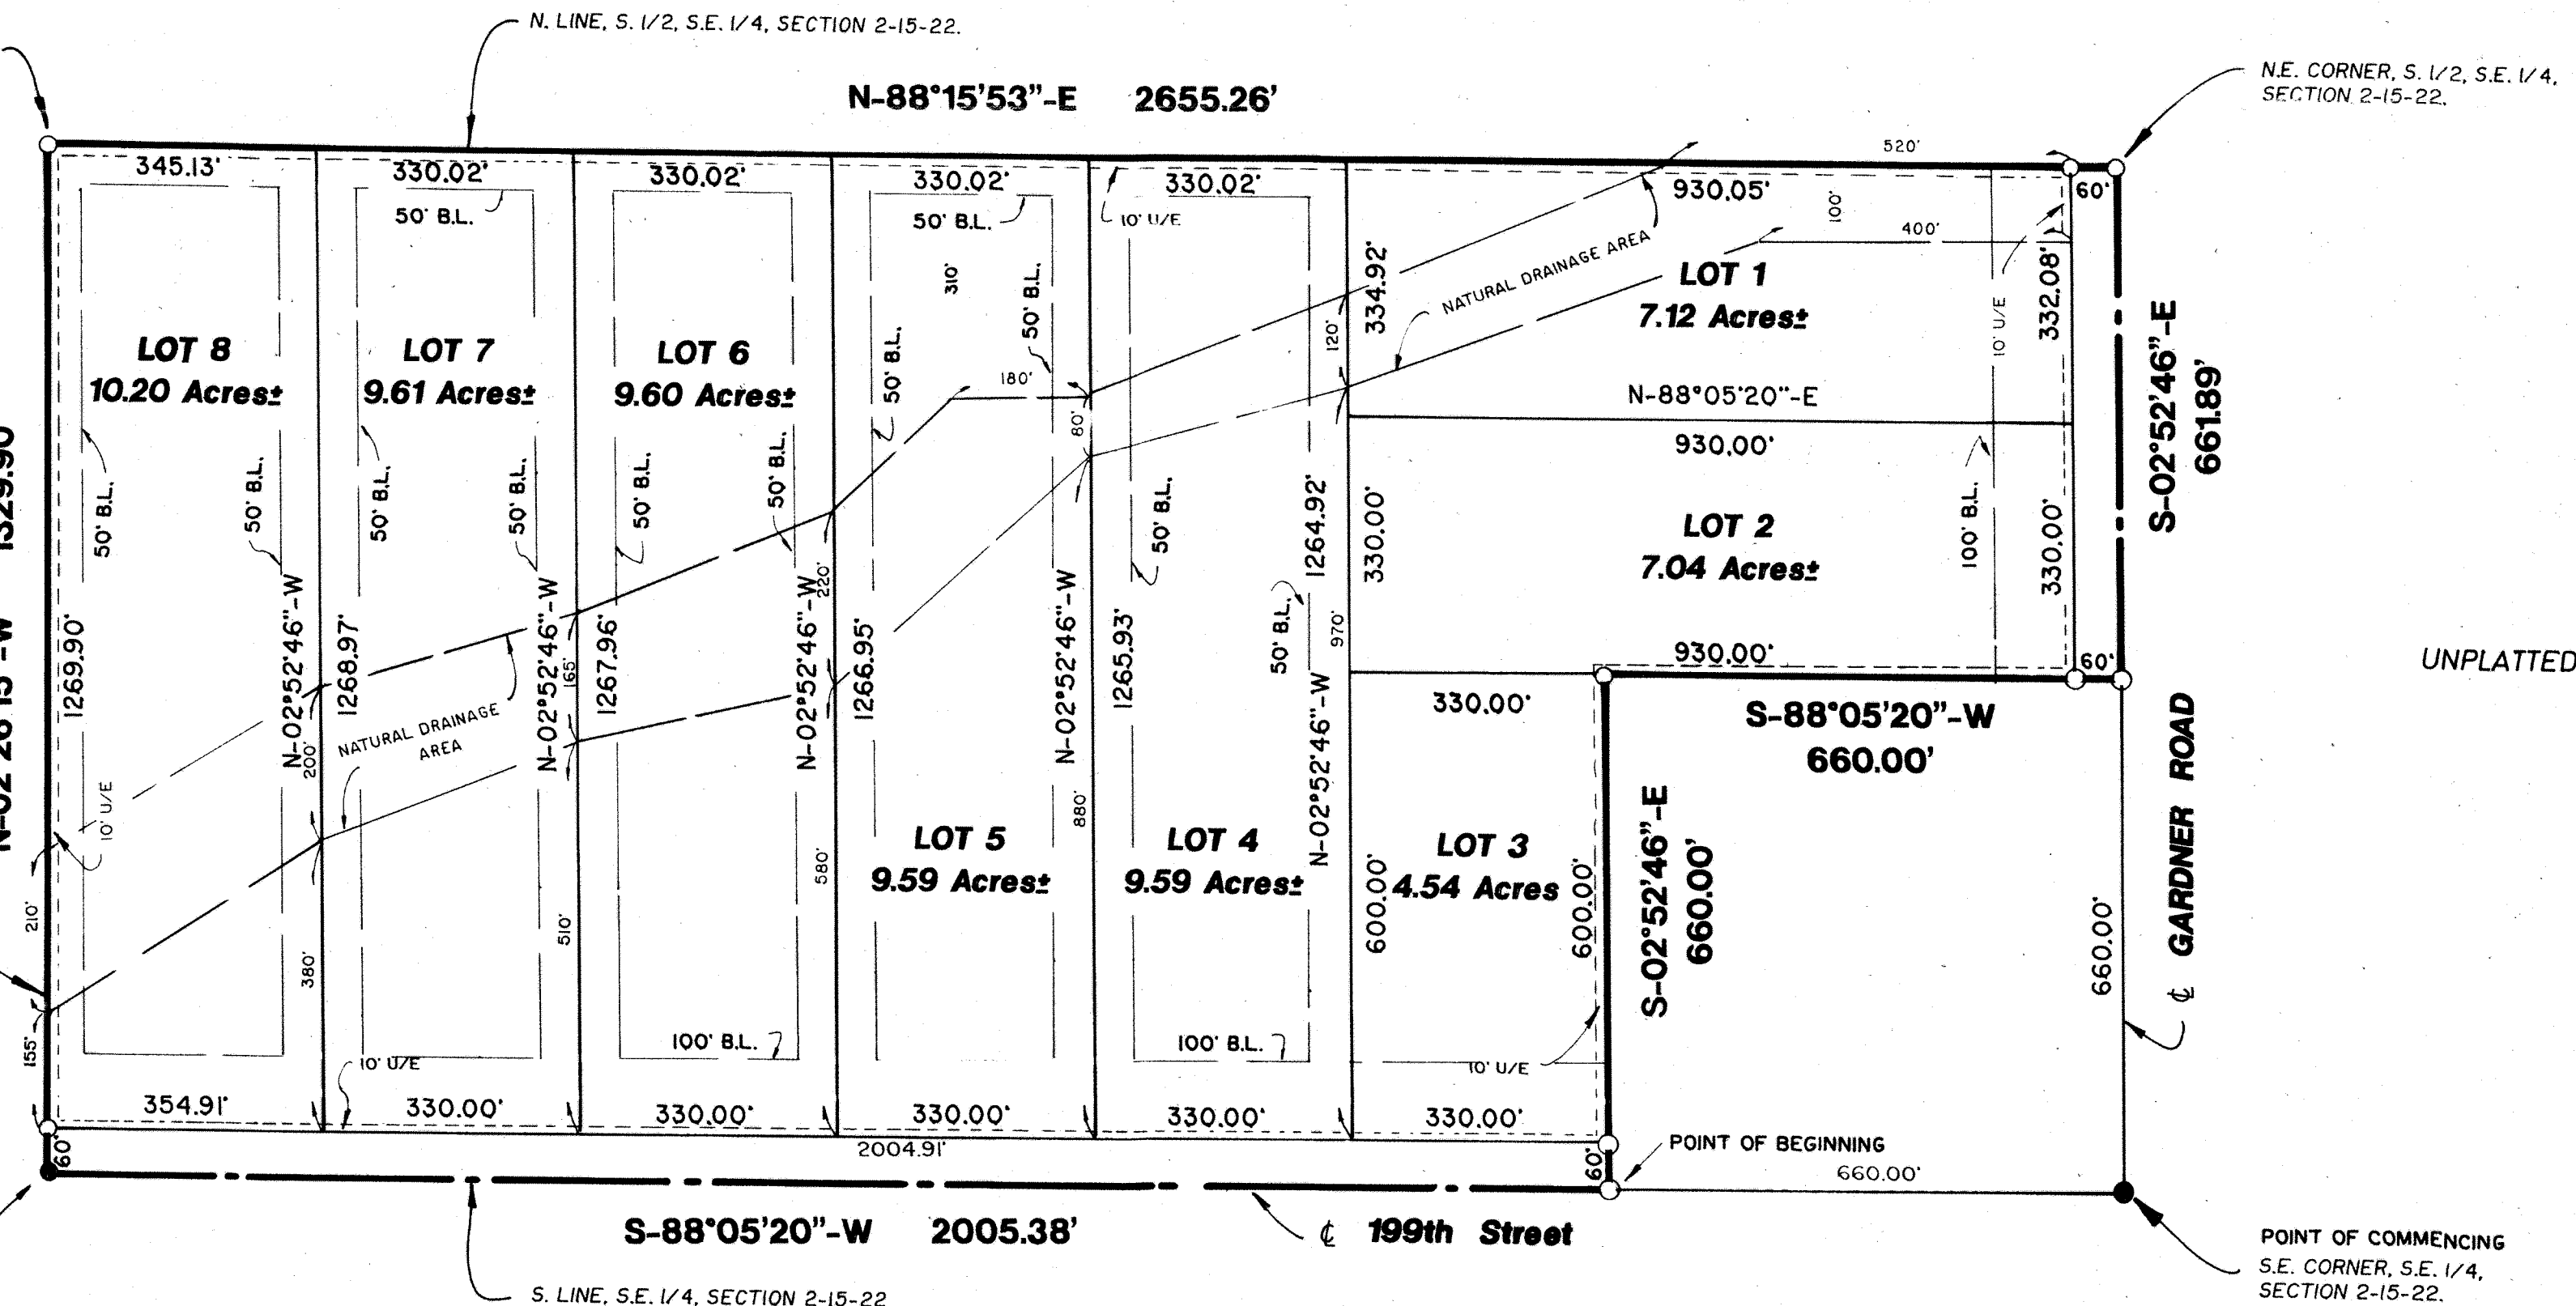 N. LINE, S. 1/2, S.E. 1/4, SECTION 2-15-22.
N-88°15'53"-E 2655.26'
N.E. CORNER, S. 1/2, S.E. 1/4,
SECTION 2-15-22.
345.13'
330.02'
330.02'
330.02'
330.02'
930.05'
520'
60'
50' B.L.
50' B.L.
10' U/E
100'
400'
310'
50' B.L.
334.92'
NATURAL DRAINAGE AREA
LOT 1
7.12 Acres±
10' U/E
332.08'
S-02°52'46"-E
661.89'
120'
LOT 8
10.20 Acres±
LOT 7
9.61 Acres±
LOT 6
9.60 Acres±
50' B.L.
180'
80'
N-88°05'20"-E
930.00'
1329.90
50' B.L.
50' B.L.
50' B.L.
50' B.L.
50' B.L.
50' B.L.
50' B.L.
1264.92'
330.00'
LOT 2
7.04 Acres±
100' B.L.
330.00'
220'
50' B.L.
970'
1269.90'
N-02°52'46"-W
1268.97'
N-02°52'46"-W
165'
1267.96'
N-02°52'46"-W
1266.95'
N-02°52'46"-W
1265.93'
N-02°52'46"-W
930.00'
60'
UNPLATTED
330.00'
S-88°05'20"-W
660.00'
NATURAL DRAINAGE
AREA
200'
10' U/E
880'
LOT 5
9.59 Acres±
LOT 4
9.59 Acres±
LOT 3
4.54 Acres
580'
600.00'
600.00'
S-02°52'46"-E
660.00'
660.00'
℄ GARDNER ROAD
210'
380'
510'
155'
100' B.L.
100' B.L.
10' U/E
10' U/E
354.91'
330.00'
330.00'
330.00'
330.00'
330.00'
60'
2004.91'
60'
POINT OF BEGINNING
660.00'
S-88°05'20"-W 2005.38'
℄ 199th Street
POINT OF COMMENCING
S.E. CORNER, S.E. 1/4,
SECTION 2-15-22.
S. LINE, S.E. 1/4, SECTION 2-15-22